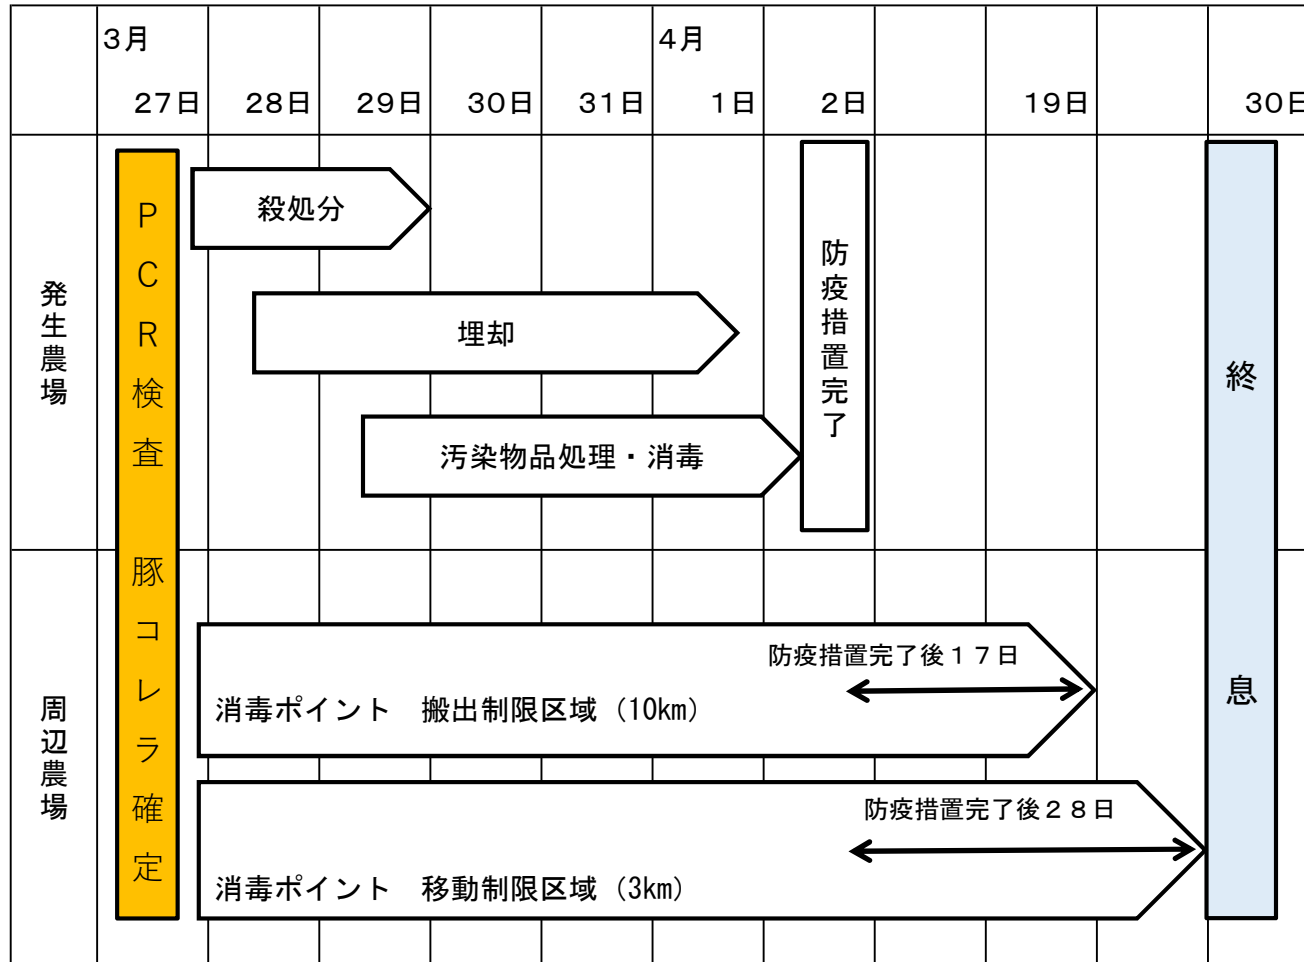 3月
4月
27日
28日
29日
30日
31日
1日
2日
19日
30日
発生農場
周辺農場
PCR検査　豚コレラ確定
殺処分
埋却
汚染物品処理・消毒
防疫措置完了
防疫措置完了後１７日
消毒ポイント　搬出制限区域（10km）
防疫措置完了後２８日
消毒ポイント　移動制限区域（3km）
終息